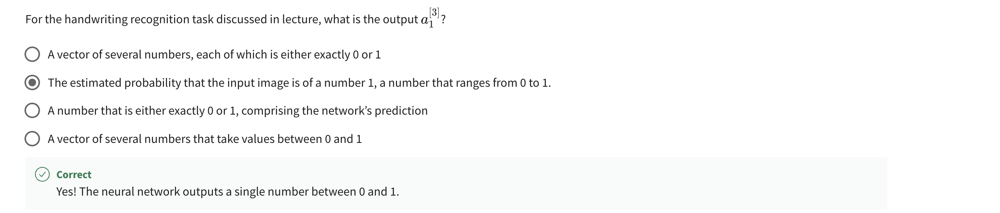 For the handwriting recognition task discussed in lecture, what is the output $a_1^{[3]}$?
A vector of several numbers, each of which is either exactly 0 or 1
The estimated probability that the input image is of a number 1, a number that ranges from 0 to 1.
A number that is either exactly 0 or 1, comprising the network’s prediction
A vector of several numbers that take values between 0 and 1
Correct
Yes! The neural network outputs a single number between 0 and 1.